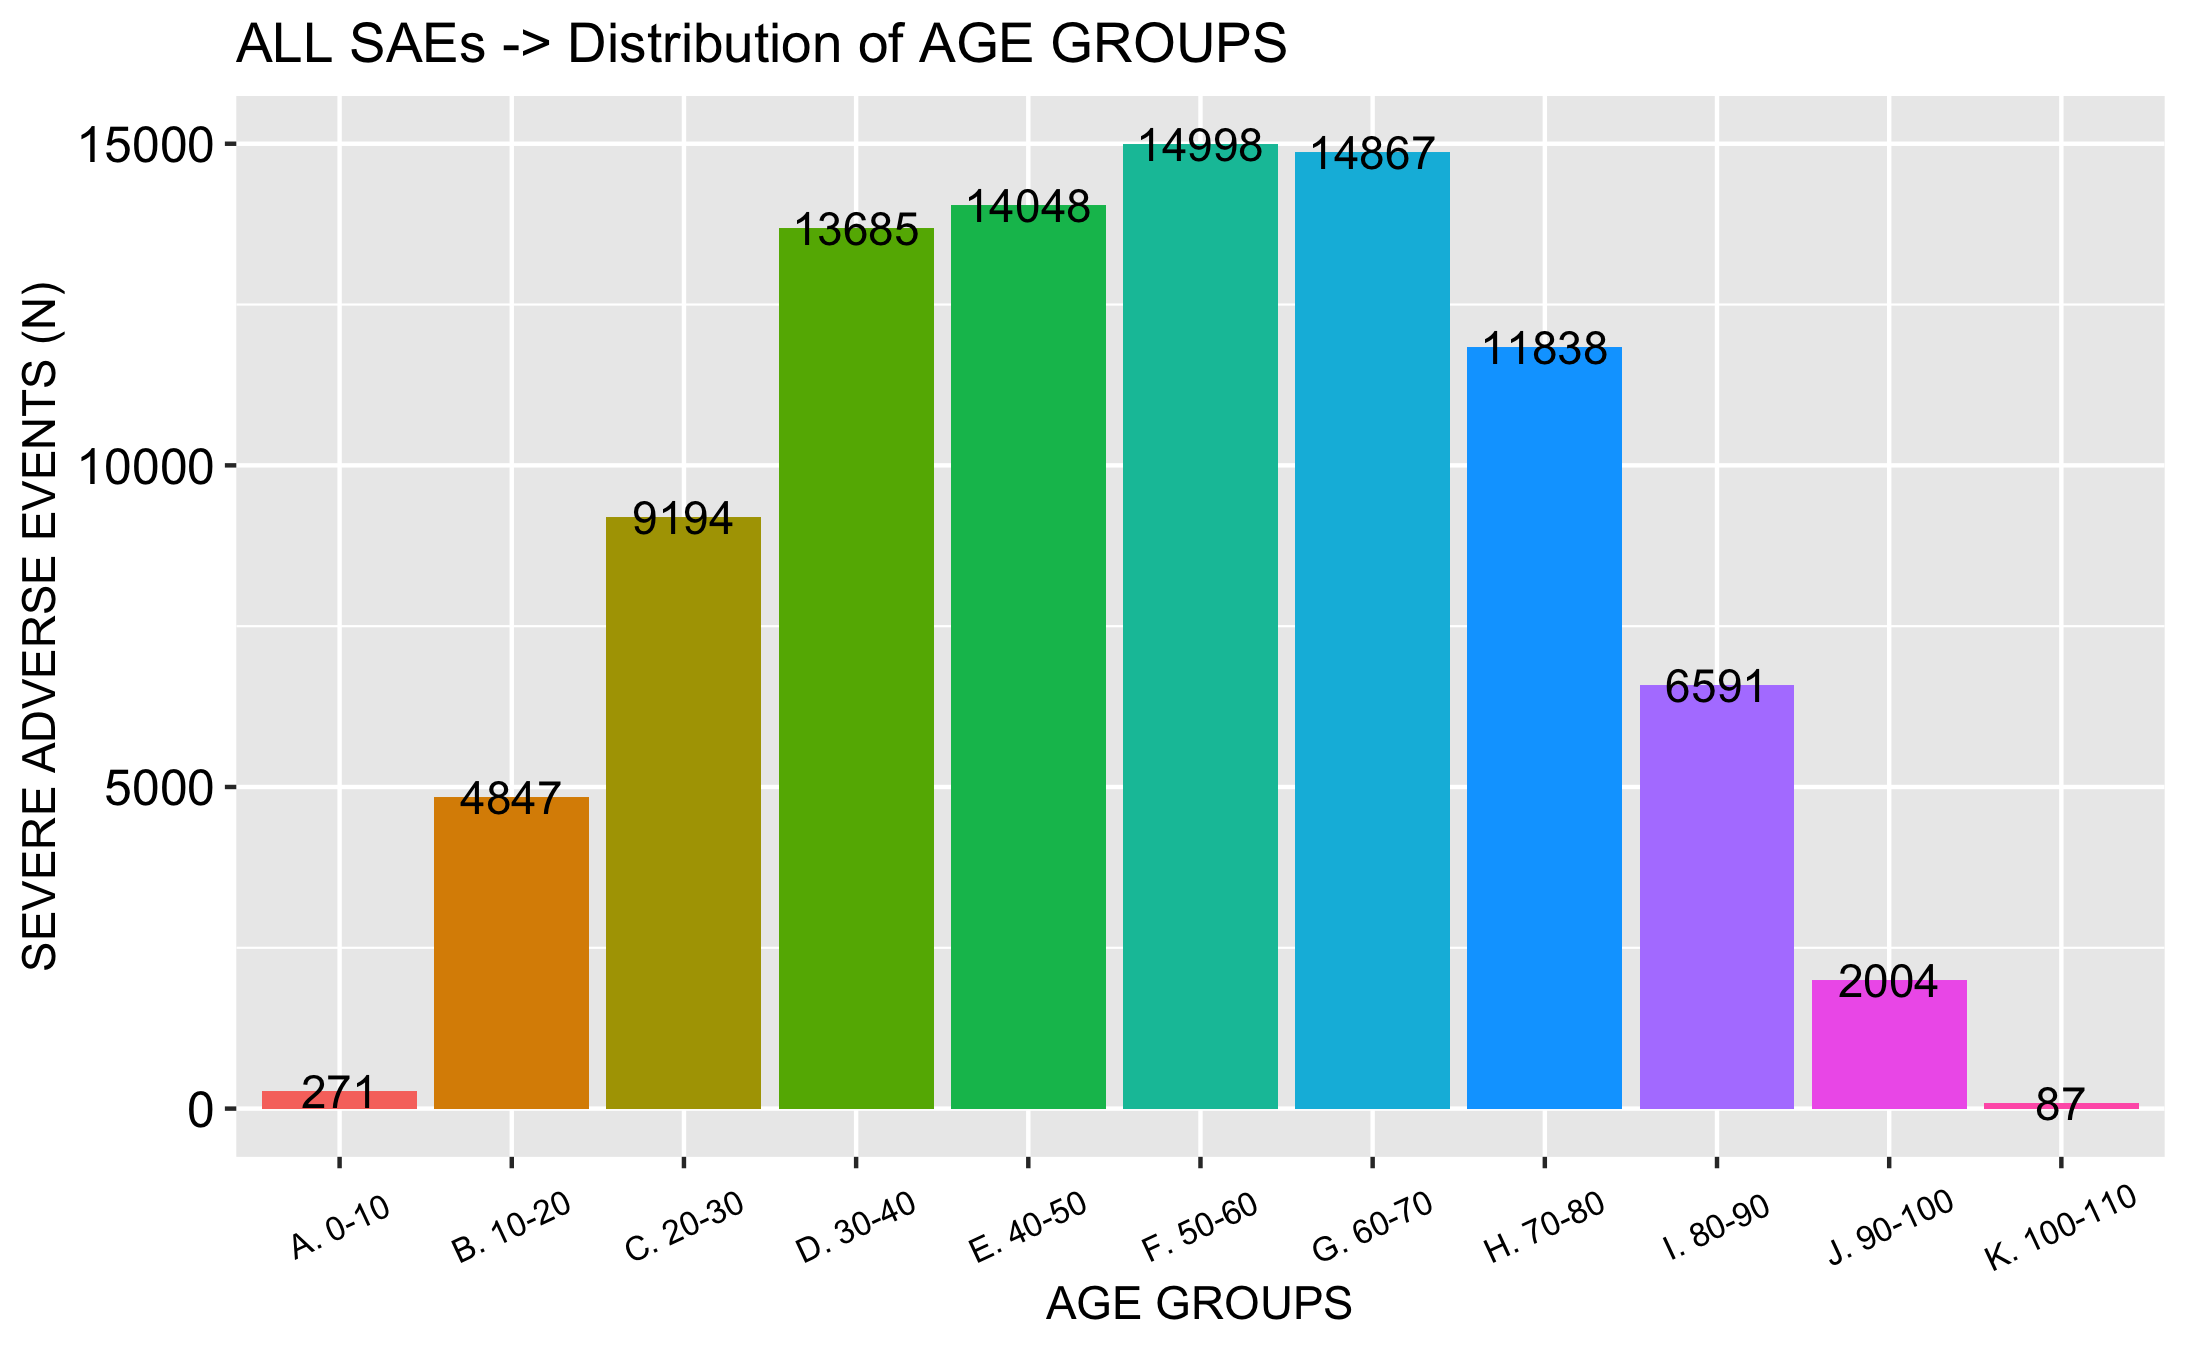 ALL SAEs -> Distribution of AGE GROUPS
SEVERE ADVERSE EVENTS (N)
15000
10000
5000
0
271
4847
9194
13685
14048
14998
14867
11838
6591
2004
87
A. 0-10
B. 10-20
C. 20-30
D. 30-40
E. 40-50
F. 50-60
G. 60-70
H. 70-80
I. 80-90
J. 90-100
K. 100-110
AGE GROUPS